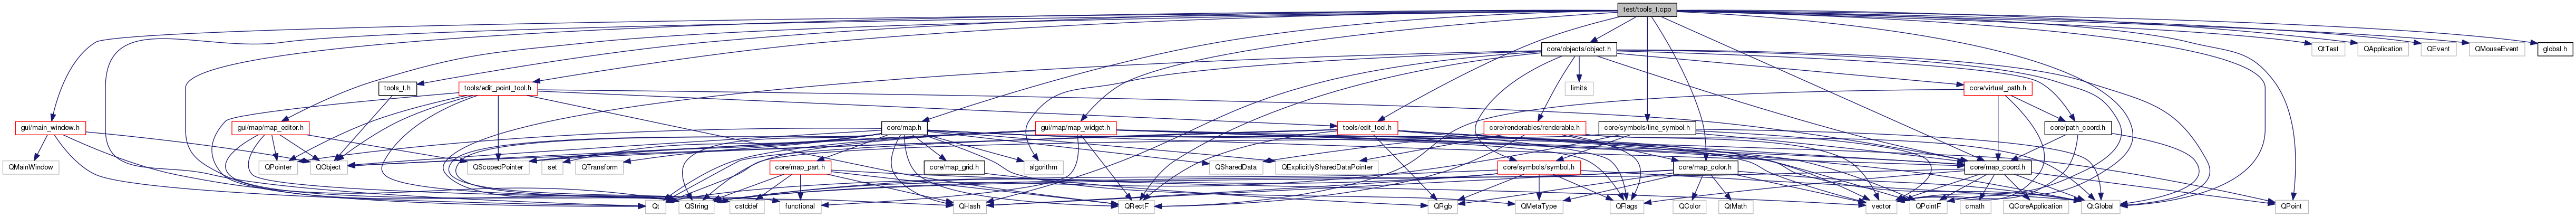 test/tools_t.cpp
core/objects/object.h
QtTest
QApplication
QEvent
QMouseEvent
global.h
tools_t.h
tools/edit_point_tool.h
limits
core/virtual_path.h
gui/main_window.h
gui/map/map_editor.h
core/map.h
gui/map/map_widget.h
tools/edit_tool.h
core/renderables/renderable.h
core/symbols/line_symbol.h
core/path_coord.h
QMainWindow
QPointer
QObject
QScopedPointer
set
QTransform
core/map_part.h
core/map_grid.h
algorithm
QSharedData
QExplicitlySharedDataPointer
core/symbols/symbol.h
core/map_color.h
core/map_coord.h
Qt
QString
cstddef
functional
QHash
QRectF
QRgb
QMetaType
QFlags
QColor
QtMath
vector
QPointF
cmath
QCoreApplication
QtGlobal
QPoint